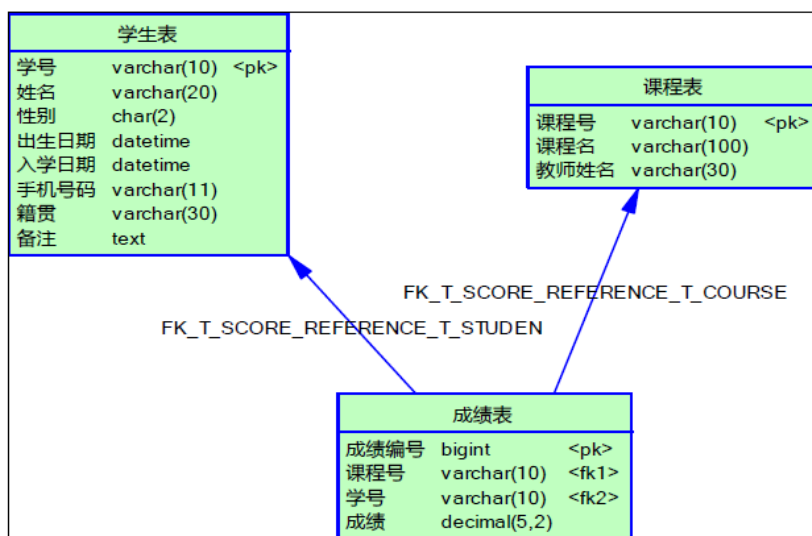 学生表
学号 varchar(10) <pk>
姓名 varchar(20)
性别 char(2)
出生日期 datetime
入学日期 datetime
手机号码 varchar(11)
籍贯 varchar(30)
备注 text
课程表
课程号 varchar(10) <pk>
课程名 varchar(100)
教师姓名 varchar(30)
FK_T_SCORE_REFERENCE_T_COURSE
FK_T_SCORE_REFERENCE_T_STUDEN
成绩表
成绩编号 bigint <pk>
课程号 varchar(10) <fk1>
学号 varchar(10) <fk2>
成绩 decimal(5,2)